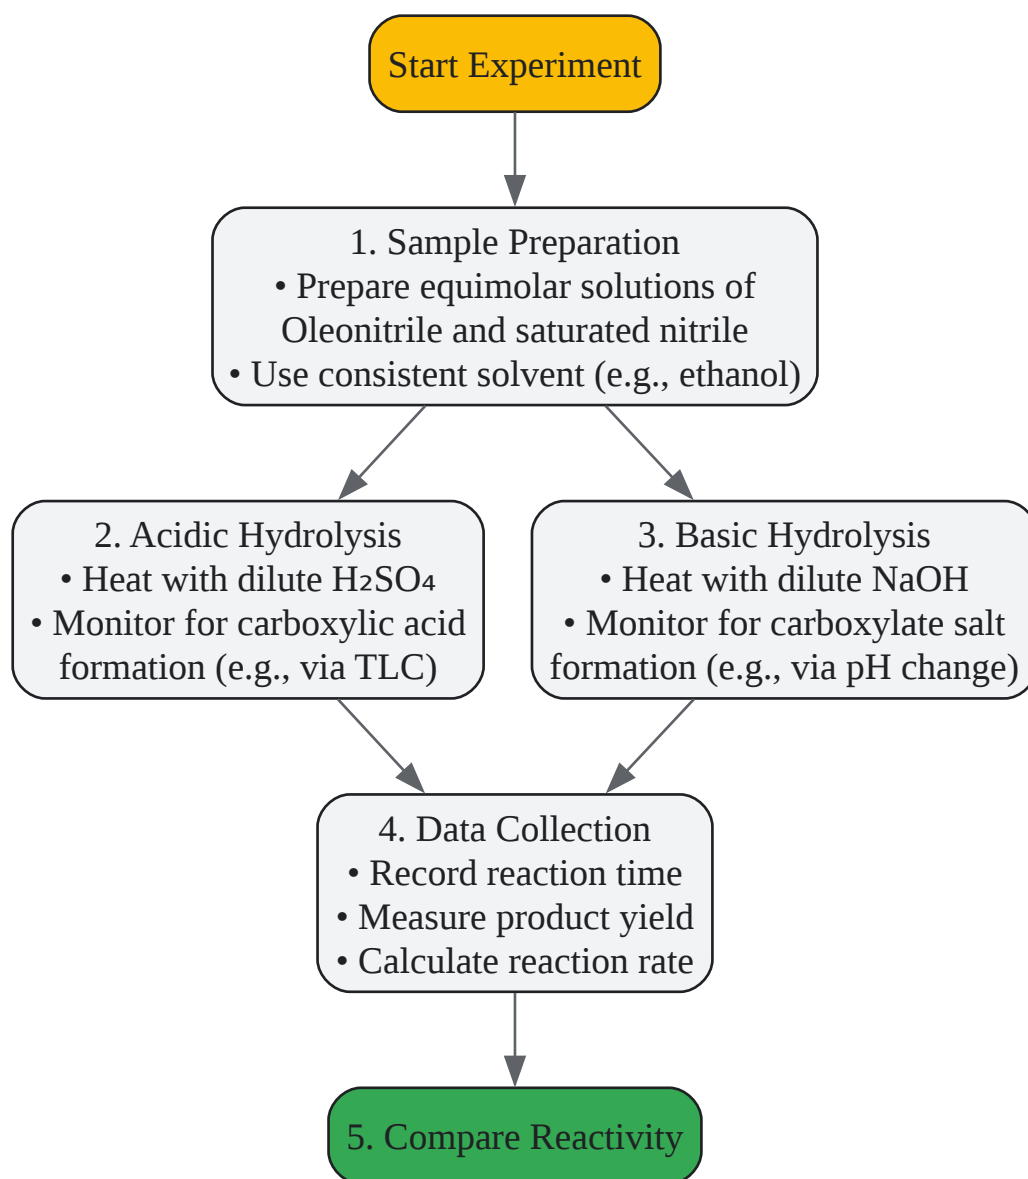 Start Experiment
1. Sample Preparation
• Prepare equimolar solutions of
Oleonitrile and saturated nitrile
• Use consistent solvent (e.g., ethanol)
2. Acidic Hydrolysis
• Heat with dilute H₂SO₄
• Monitor for carboxylic acid
formation (e.g., via TLC)
3. Basic Hydrolysis
• Heat with dilute NaOH
• Monitor for carboxylate salt
formation (e.g., via pH change)
4. Data Collection
• Record reaction time
• Measure product yield
• Calculate reaction rate
5. Compare Reactivity